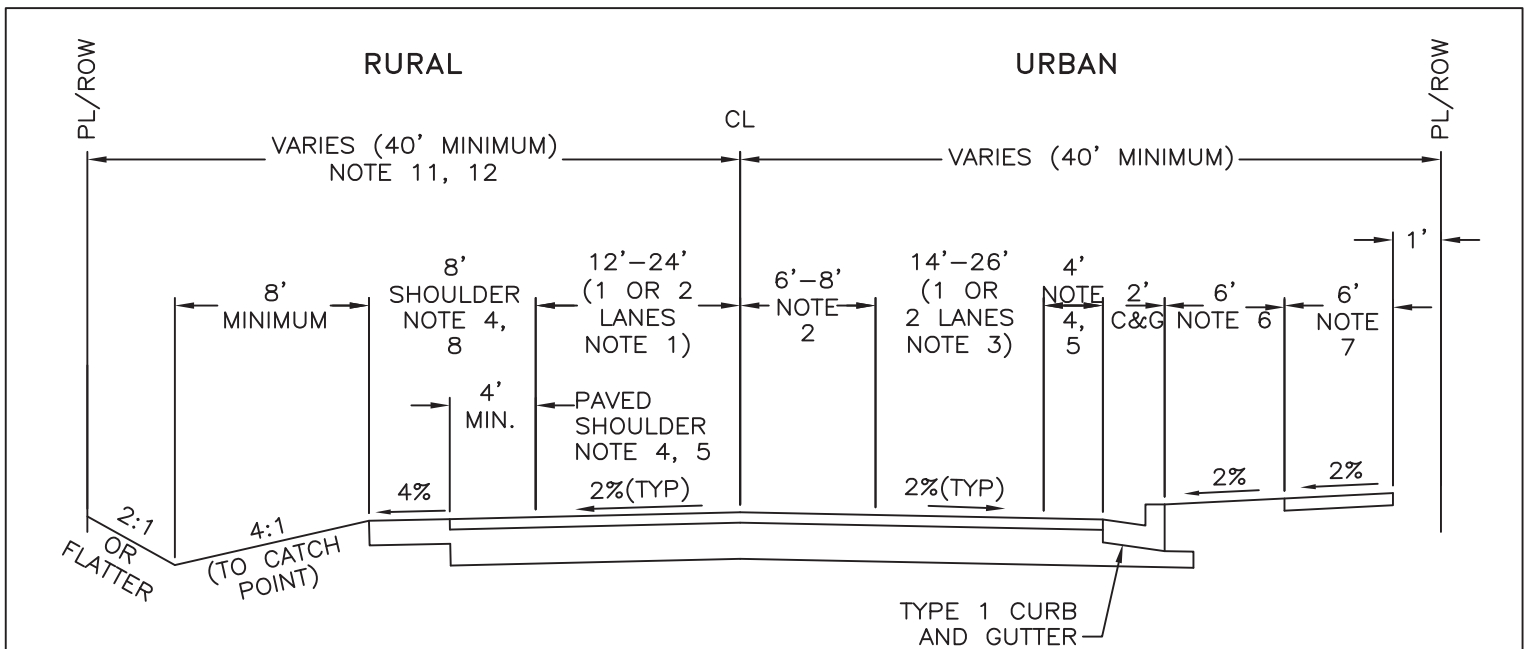 RURAL
URBAN
PL/ROW
CL
PL/ROW
VARIES (40' MINIMUM)
NOTE 11, 12
VARIES (40' MINIMUM)
1'
8'
MINIMUM
8'
SHOULDER
NOTE 4,
8
12'-24'
(1 OR 2
LANES
NOTE 1)
6'-8'
NOTE
2
14'-26'
(1 OR
2 LANES
NOTE 3)
4'
NOTE
4,
5
2'
C&G
6'
NOTE 6
6'
NOTE
7
4'
MIN.
PAVED
SHOULDER
NOTE 4, 5
4%
2%(TYP)
2%(TYP)
2%
2%
2:1
OR
FLATTER
4:1
(TO CATCH
POINT)
TYPE 1 CURB
AND GUTTER